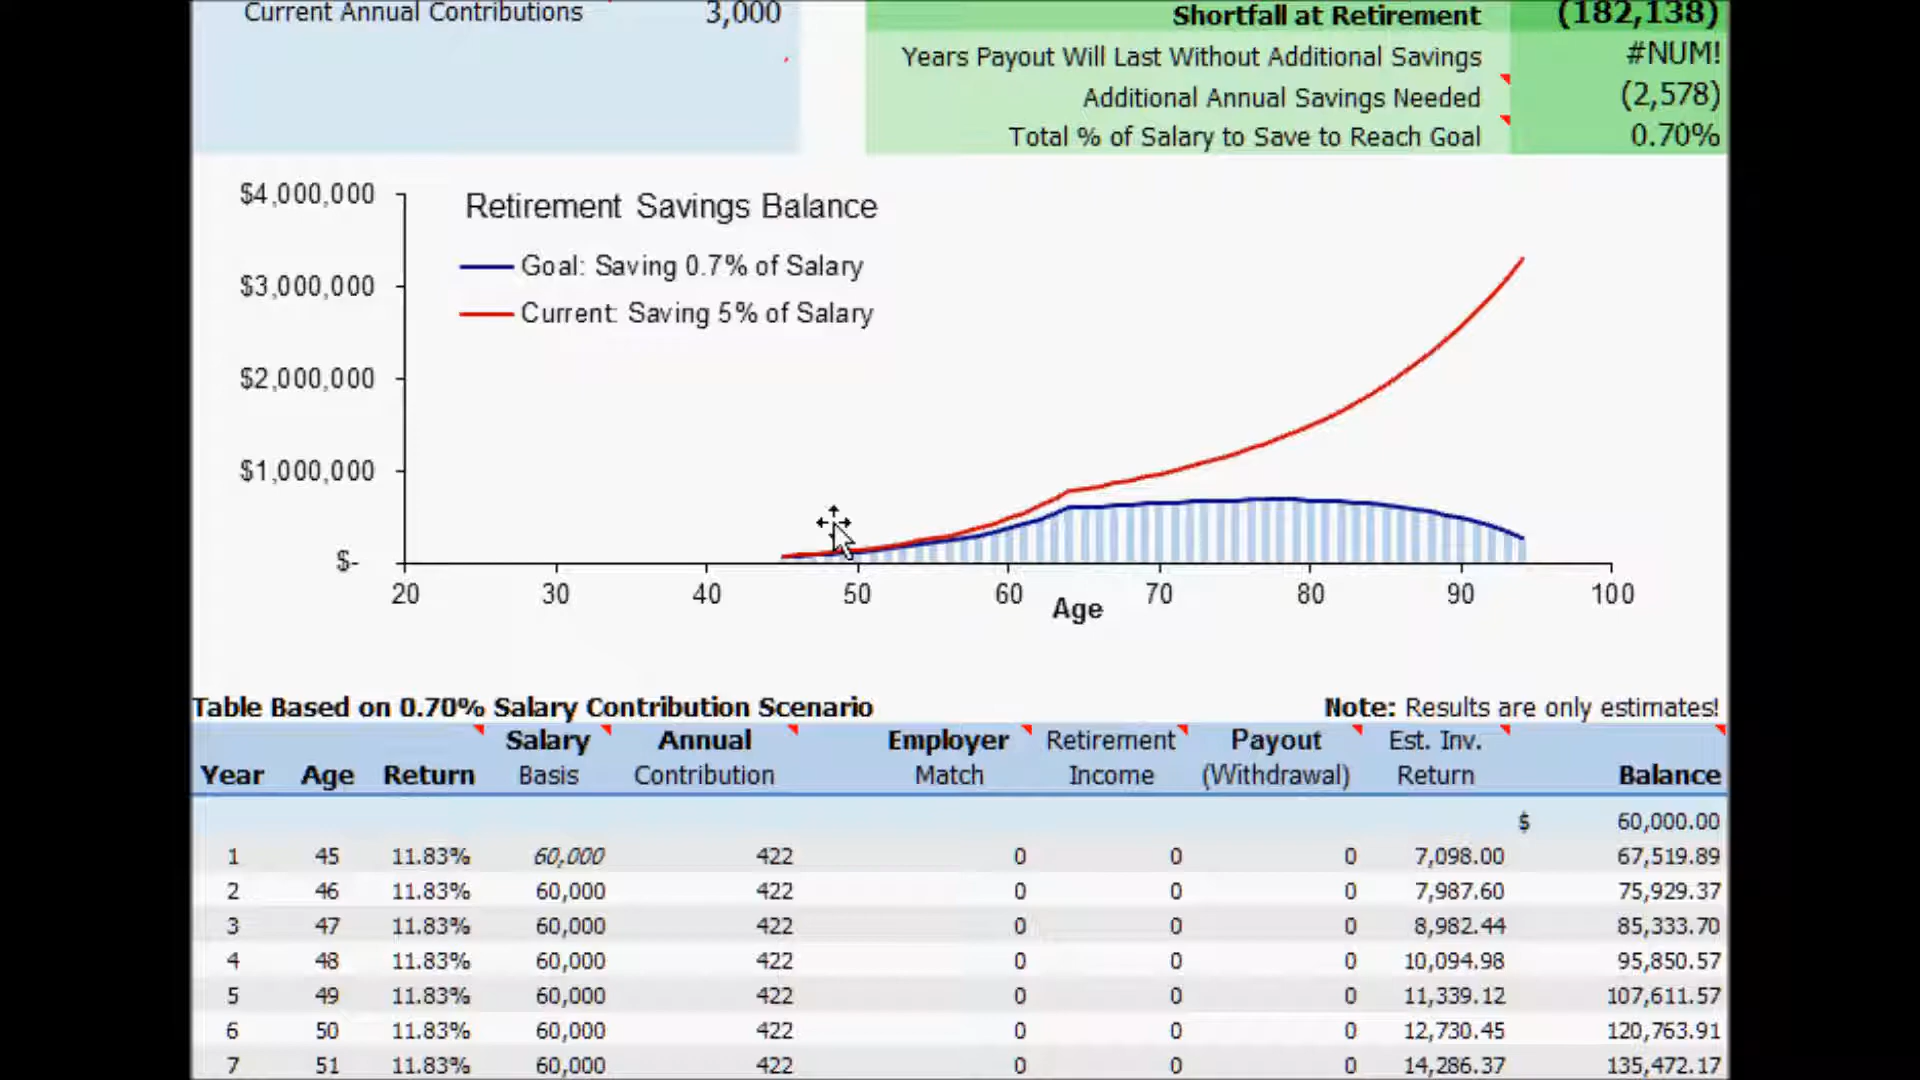 Current Annual Contributions 3,000
Shortfall at Retirement (182,138)
Years Payout Will Last Without Additional Savings #NUM!
Additional Annual Savings Needed (2,578)
Total % of Salary to Save to Reach Goal 0.70%
Retirement Savings Balance
Goal: Saving 0.7% of Salary
Current: Saving 5% of Salary
$4,000,000
$3,000,000
$2,000,000
$1,000,000
$-
20 30 40 50 60 70 80 90 100
Age
Table Based on 0.70% Salary Contribution Scenario Note: Results are only estimates!
Salary Annual Employer Retirement Payout Est. Inv.
Year Age Return Basis Contribution Match Income (Withdrawal) Return Balance
$ 60,000.00
1 45 11.83% 60,000 422 0 0 0 7,098.00 67,519.89
2 46 11.83% 60,000 422 0 0 0 7,987.60 75,929.37
3 47 11.83% 60,000 422 0 0 0 8,982.44 85,333.70
4 48 11.83% 60,000 422 0 0 0 10,094.98 95,850.57
5 49 11.83% 60,000 422 0 0 0 11,339.12 107,611.57
6 50 11.83% 60,000 422 0 0 0 12,730.45 120,763.91
7 51 11.83% 60,000 422 0 0 0 14,286.37 135,472.17